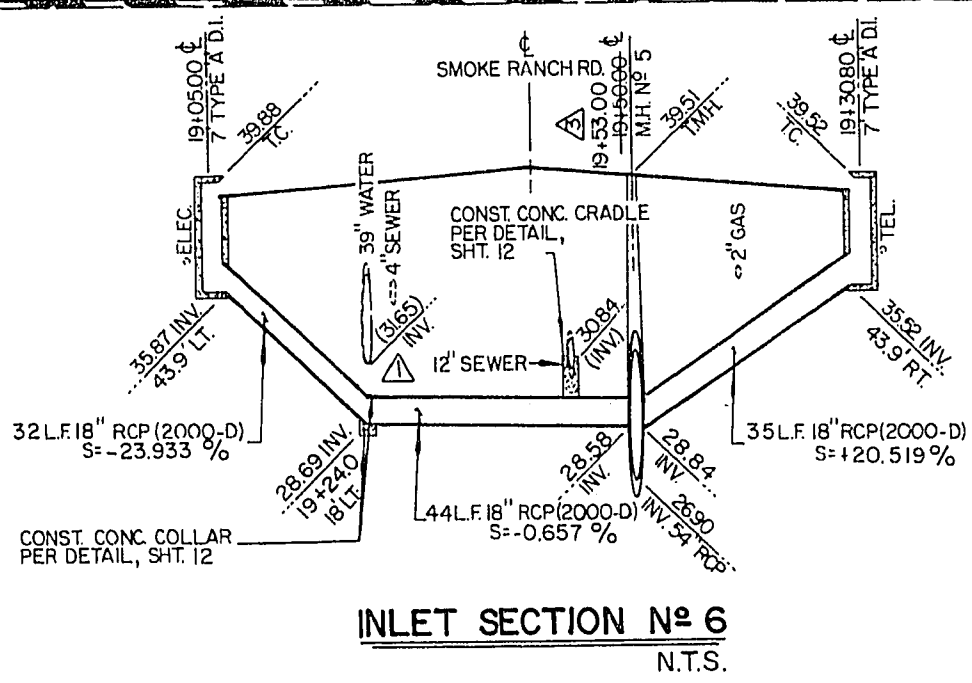 19+05.00 ℄
7' TYPE 'A' D.I.
39.88
T.C.
℄
SMOKE RANCH RD.
3
19+53.00
19+50.00 ℄
M.H. Nº 5
39.51
T.M.H.
39.52
T.C.
19+30.80 ℄
7' TYPE 'A' D.I.
ELEC.
39" WATER
4" SEWER
(31.65)
INV.
1
CONST. CONC. CRADLE
PER DETAIL,
SHT. 12
12" SEWER
30.84
(INV.)
2" GAS
TEL.
35.87 INV.
43.9' LT.
35.52 INV.
43.9' RT.
32 L.F. 18" RCP (2000-D)
S=-23.933 %
28.69 INV.
19+24.0
18' LT.
28.58
INV.
28.84
INV.
26.90
INV. 54" RCP
35 L.F. 18" RCP (2000-D)
S=+20.519 %
44 L.F. 18" RCP (2000-D)
S=-0.657 %
CONST. CONC. COLLAR
PER DETAIL, SHT. 12
INLET SECTION Nº 6
N.T.S.